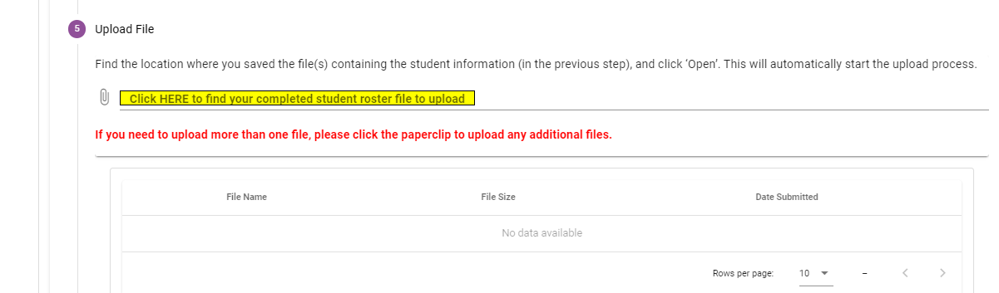 5 Upload File
Find the location where you saved the file(s) containing the student information (in the previous step), and click ‘Open’. This will automatically start the upload process.
Click HERE to find your completed student roster file to upload
If you need to upload more than one file, please click the paperclip to upload any additional files.
File Name File Size Date Submitted
No data available
Rows per page: 10 –